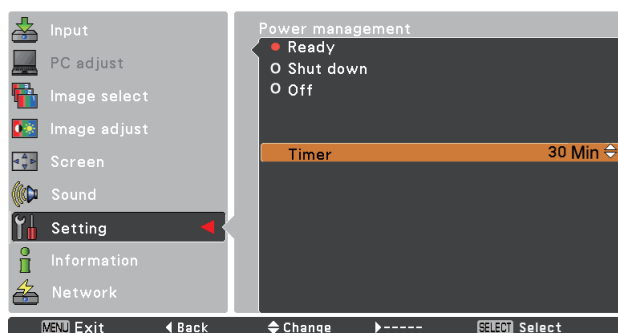 Input
PC adjust
Image select
Image adjust
Screen
Sound
Setting
Information
Network
Power management
Ready
Shut down
Off
Timer 30 Min
MENU Exit Back Change ----- SELECT Select